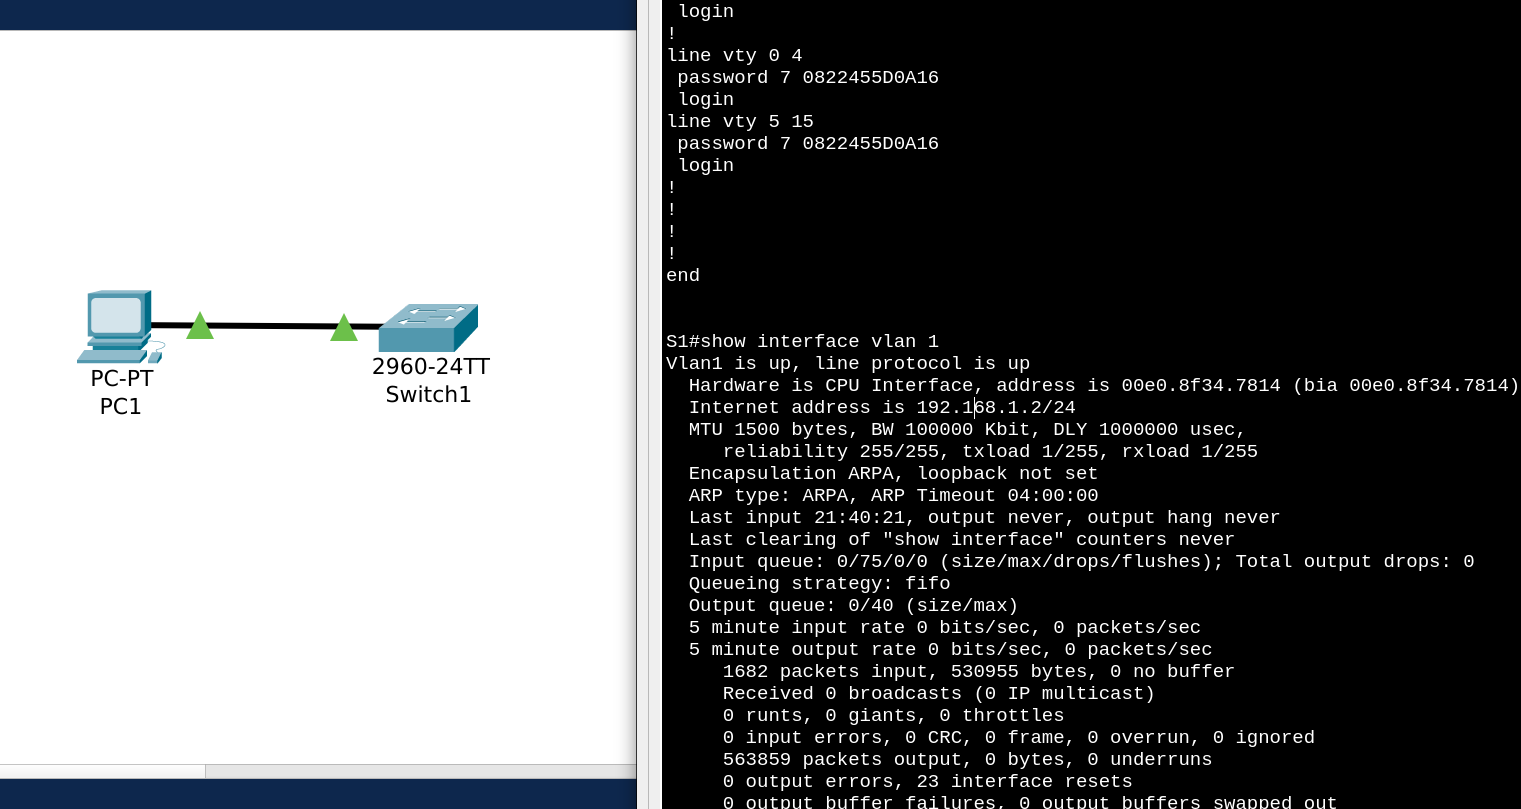 PC-PT
PC1
2960-24TT
Switch1
login
!
line vty 0 4
password 7 0822455D0A16
login
line vty 5 15
password 7 0822455D0A16
login
!
!
!
!
end
S1#show interface vlan 1
Vlan1 is up, line protocol is up
Hardware is CPU Interface, address is 00e0.8f34.7814 (bia 00e0.8f34.7814)
Internet address is 192.168.1.2/24
MTU 1500 bytes, BW 100000 Kbit, DLY 1000000 usec,
reliability 255/255, txload 1/255, rxload 1/255
Encapsulation ARPA, loopback not set
ARP type: ARPA, ARP Timeout 04:00:00
Last input 21:40:21, output never, output hang never
Last clearing of "show interface" counters never
Input queue: 0/75/0/0 (size/max/drops/flushes); Total output drops: 0
Queueing strategy: fifo
Output queue: 0/40 (size/max)
5 minute input rate 0 bits/sec, 0 packets/sec
5 minute output rate 0 bits/sec, 0 packets/sec
1682 packets input, 530955 bytes, 0 no buffer
Received 0 broadcasts (0 IP multicast)
0 runts, 0 giants, 0 throttles
0 input errors, 0 CRC, 0 frame, 0 overrun, 0 ignored
563859 packets output, 0 bytes, 0 underruns
0 output errors, 23 interface resets
0 output buffer failures, 0 output buffers swapped out